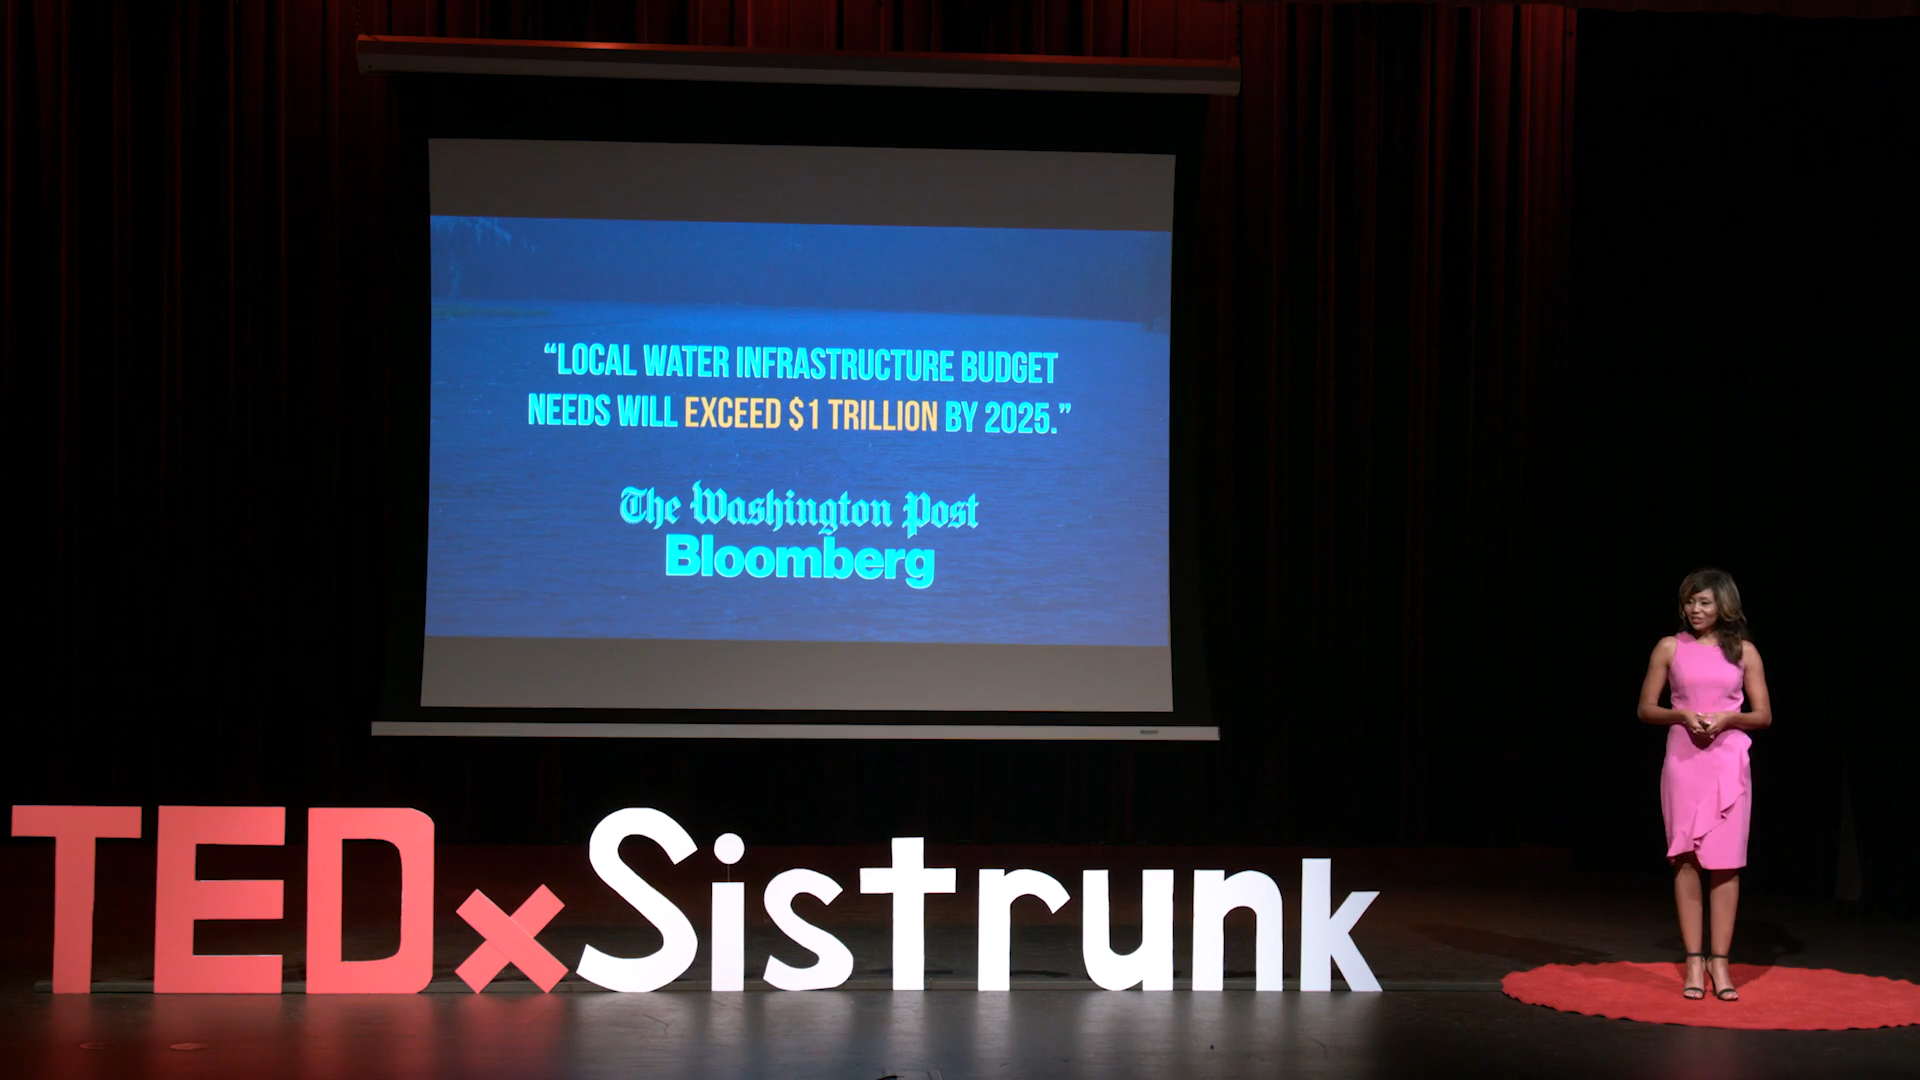 “LOCAL WATER INFRASTRUCTURE BUDGET
NEEDS WILL EXCEED $1 TRILLION BY 2025.”
The Washington Post
Bloomberg
TEDxSistrunk